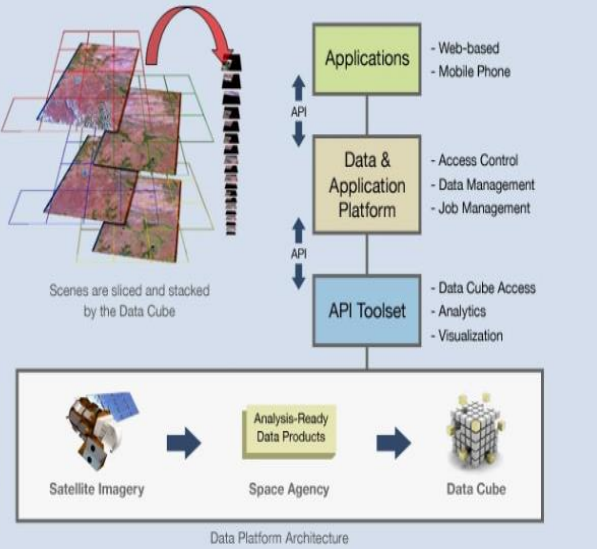 Applications
- Web-based
- Mobile Phone
API
Data &
Application
Platform
- Access Control
- Data Management
- Job Management
API
Scenes are sliced and stacked
by the Data Cube
API Toolset
- Data Cube Access
- Analytics
- Visualization
Analysis-Ready
Data Products
Satellite Imagery
Space Agency
Data Cube
Data Platform Architecture